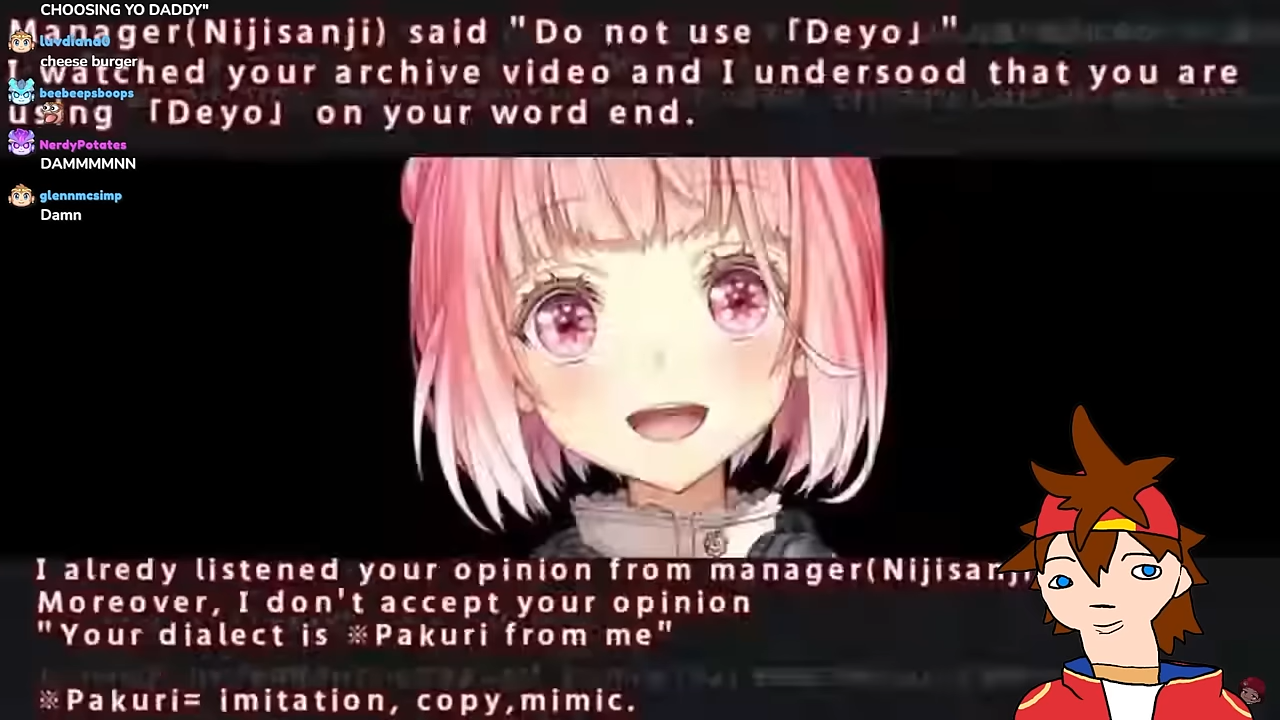 CHOOSING YO DADDY"
Manager(Nijisanji) said "Do not use 「Deyo」"
luvdiana0
cheese burger
I watched your archive video and I undersood that you are
beebeepsboops
using 「Deyo」 on your word end.
NerdyPotates
DAMMMMNN
glennmcsimp
Damn
I alredy listened your opinion from manager(Nijisanji)
Moreover, I don't accept your opinion
"Your dialect is ※Pakuri from me"
※Pakuri= imitation, copy,mimic.